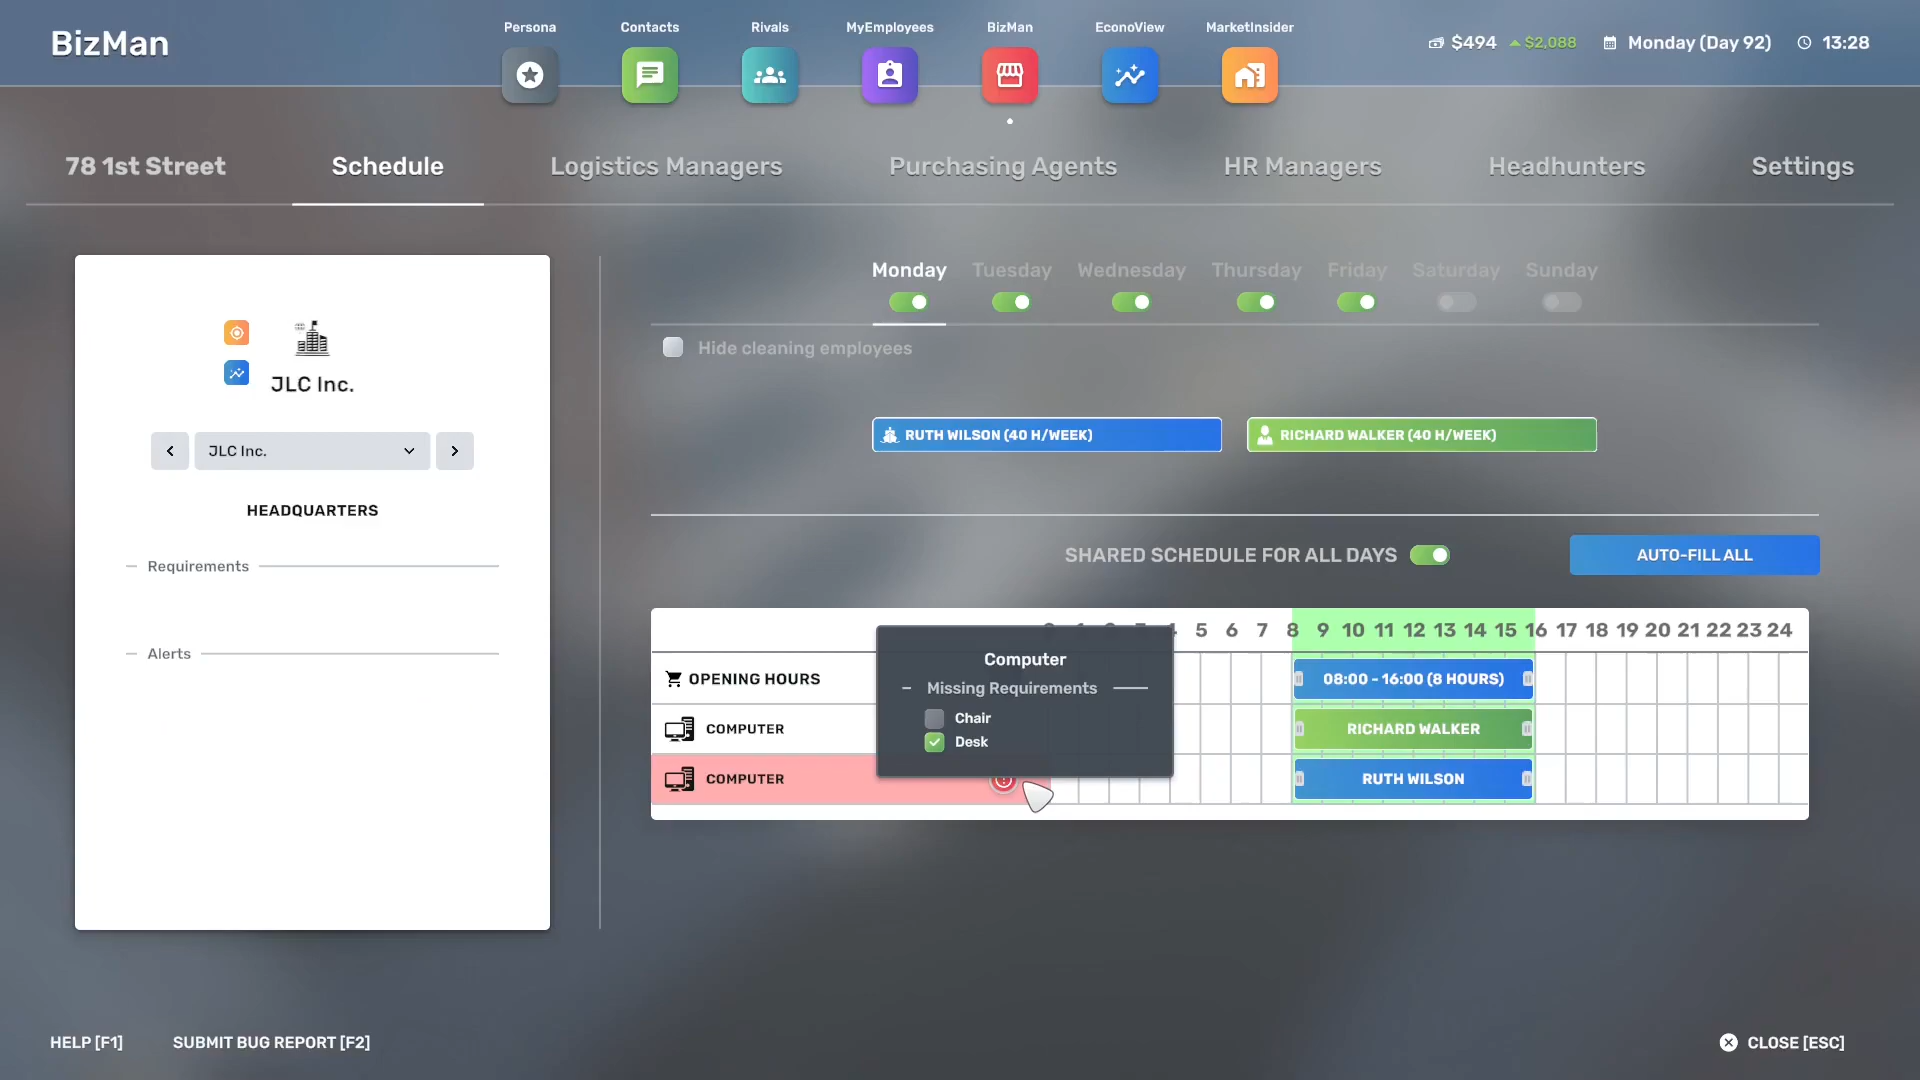 BizMan
Persona
Contacts
Rivals
MyEmployees
BizMan
EconoView
MarketInsider
$494 $2,088 Monday (Day 92) 13:28
78 1st Street
Schedule
Logistics Managers
Purchasing Agents
HR Managers
Headhunters
Settings
JLC Inc.
JLC Inc.
HEADQUARTERS
Requirements
Alerts
Monday Tuesday Wednesday Thursday Friday Saturday Sunday
Hide cleaning employees
RUTH WILSON (40 H/WEEK)
RICHARD WALKER (40 H/WEEK)
SHARED SCHEDULE FOR ALL DAYS
AUTO-FILL ALL
5 6 7 8 9 10 11 12 13 14 15 16 17 18 19 20 21 22 23 24
OPENING HOURS
08:00 - 16:00 (8 HOURS)
COMPUTER
RICHARD WALKER
COMPUTER
RUTH WILSON
Computer
Missing Requirements
Chair
Desk
HELP [F1]
SUBMIT BUG REPORT [F2]
CLOSE [ESC]